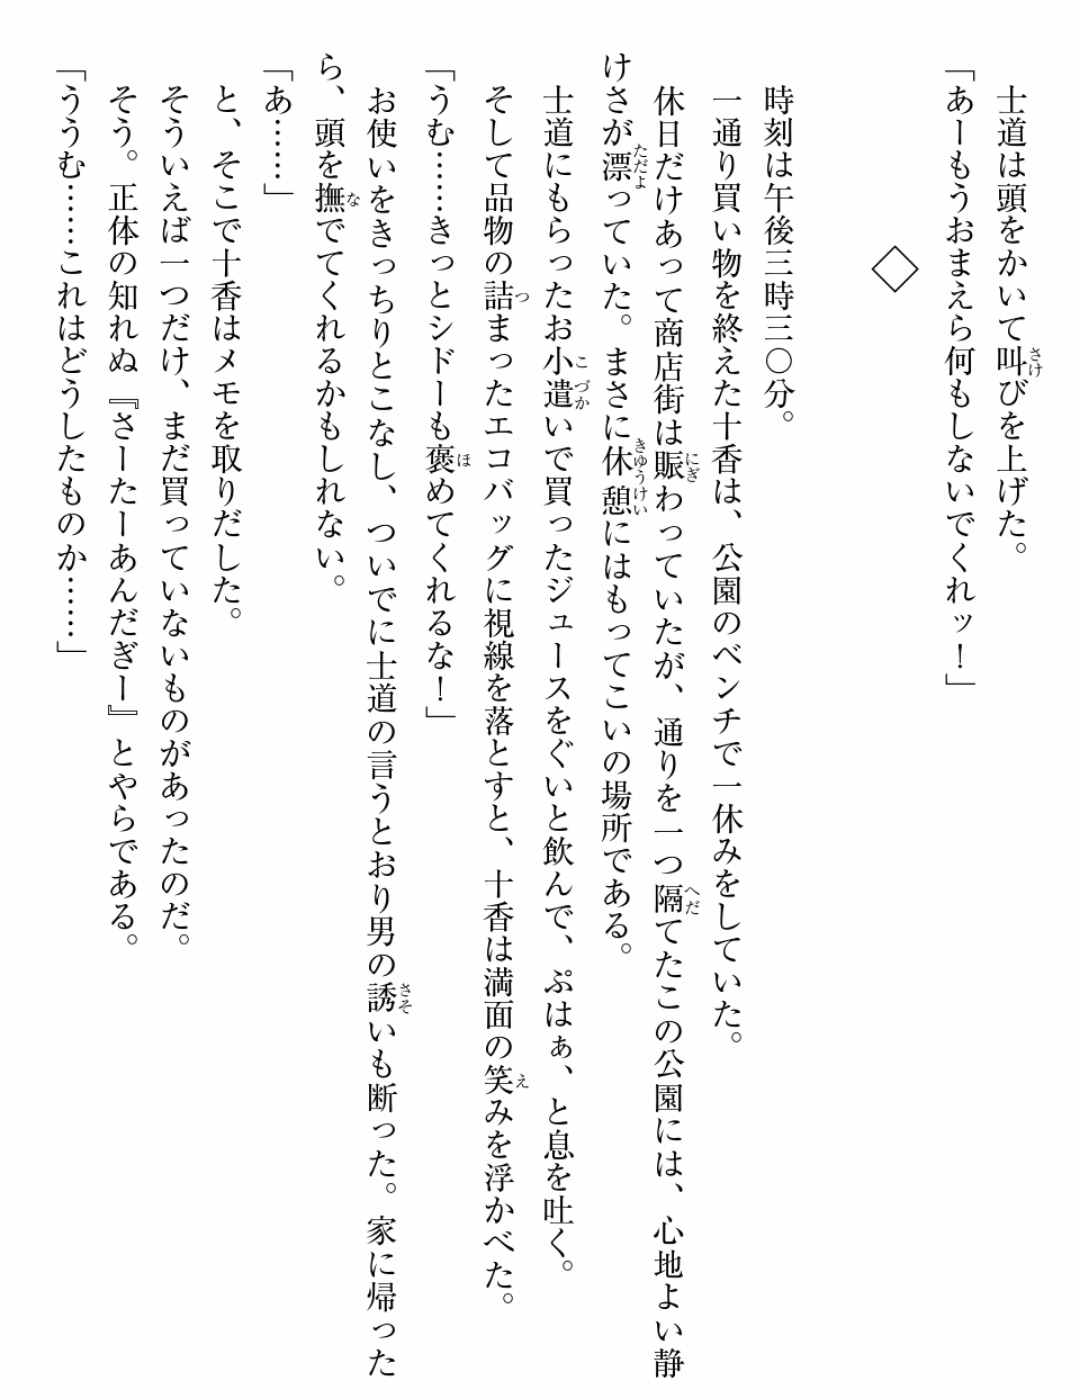 士道は頭をかいて叫びを上げた。
「あーもうおまえら何もしないでくれッ！」
◇
時刻は午後三時三〇分。
一通り買い物を終えた十香は、公園のベンチで一休みをしていた。
休日だけあって商店街は賑わっていたが、通りを一つ隔てたこの公園には、心地よい静
けさが漂っていた。まさに休憩にはもってこいの場所である。
士道にもらったお小遣いで買ったジュースをぐいと飲んで、ぷはぁ、と息を吐く。
そして品物の詰まったエコバッグに視線を落とすと、十香は満面の笑みを浮かべた。
「うむ……きっとシドーも褒めてくれるな！」
お使いをきっちりとこなし、ついでに士道の言うとおり男の誘いも断った。家に帰った
ら、頭を撫でてくれるかもしれない。
「あ……」
と、そこで十香はメモを取りだした。
そういえば一つだけ、まだ買っていないものがあったのだ。
そう。正体の知れぬ『さーたーあんだぎー』とやらである。
「ううむ……これはどうしたものか……」